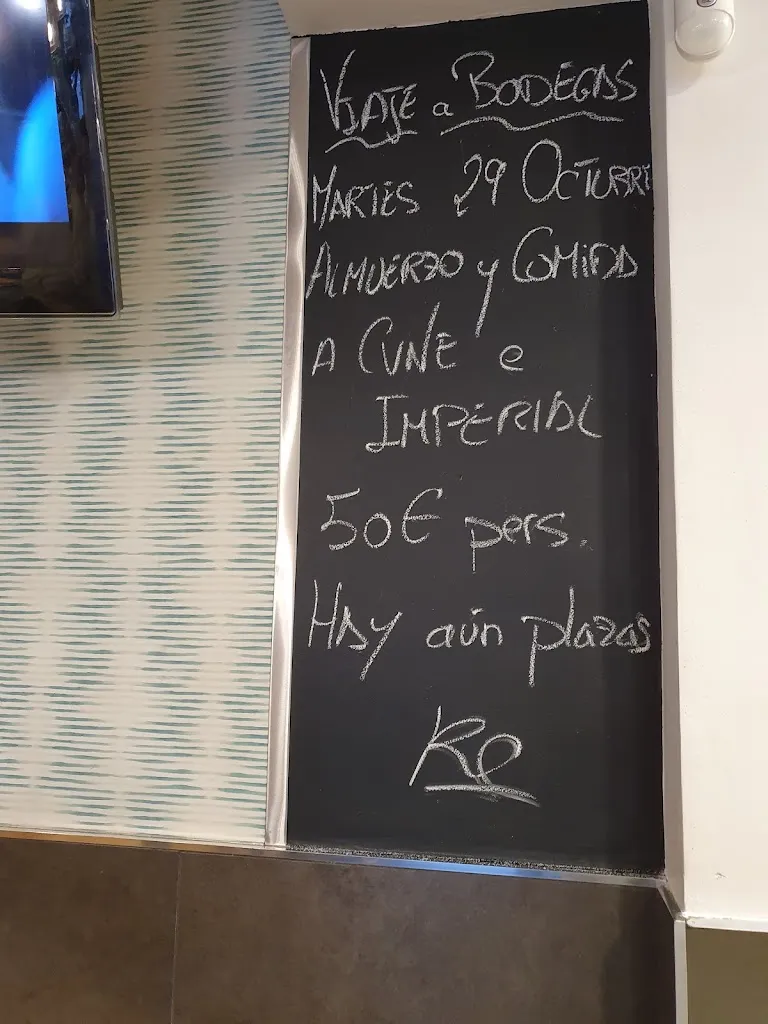 VIAJE a BODEGAS
MARTES 29 OCTUBRE
ALMUERZO y COMIDA
A CUNE e
IMPERIAL
50€ pers.
HAY aún plazas